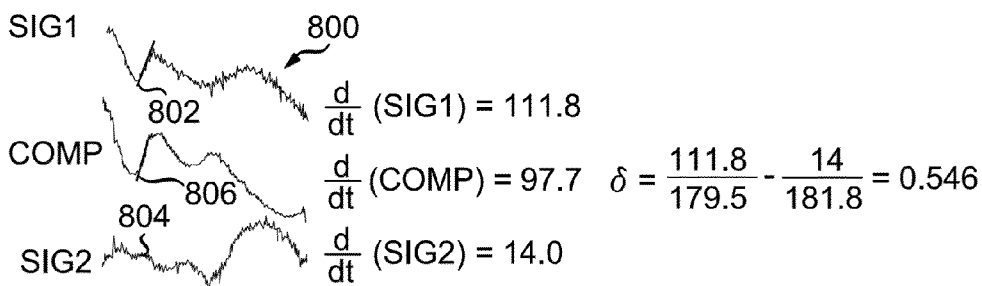 SIG1
800
802
d/dt (SIG1) = 111.8
COMP
806
d/dt (COMP) = 97.7 δ = 111.8/179.5 - 14/181.8 = 0.546
804
SIG2
d/dt (SIG2) = 14.0